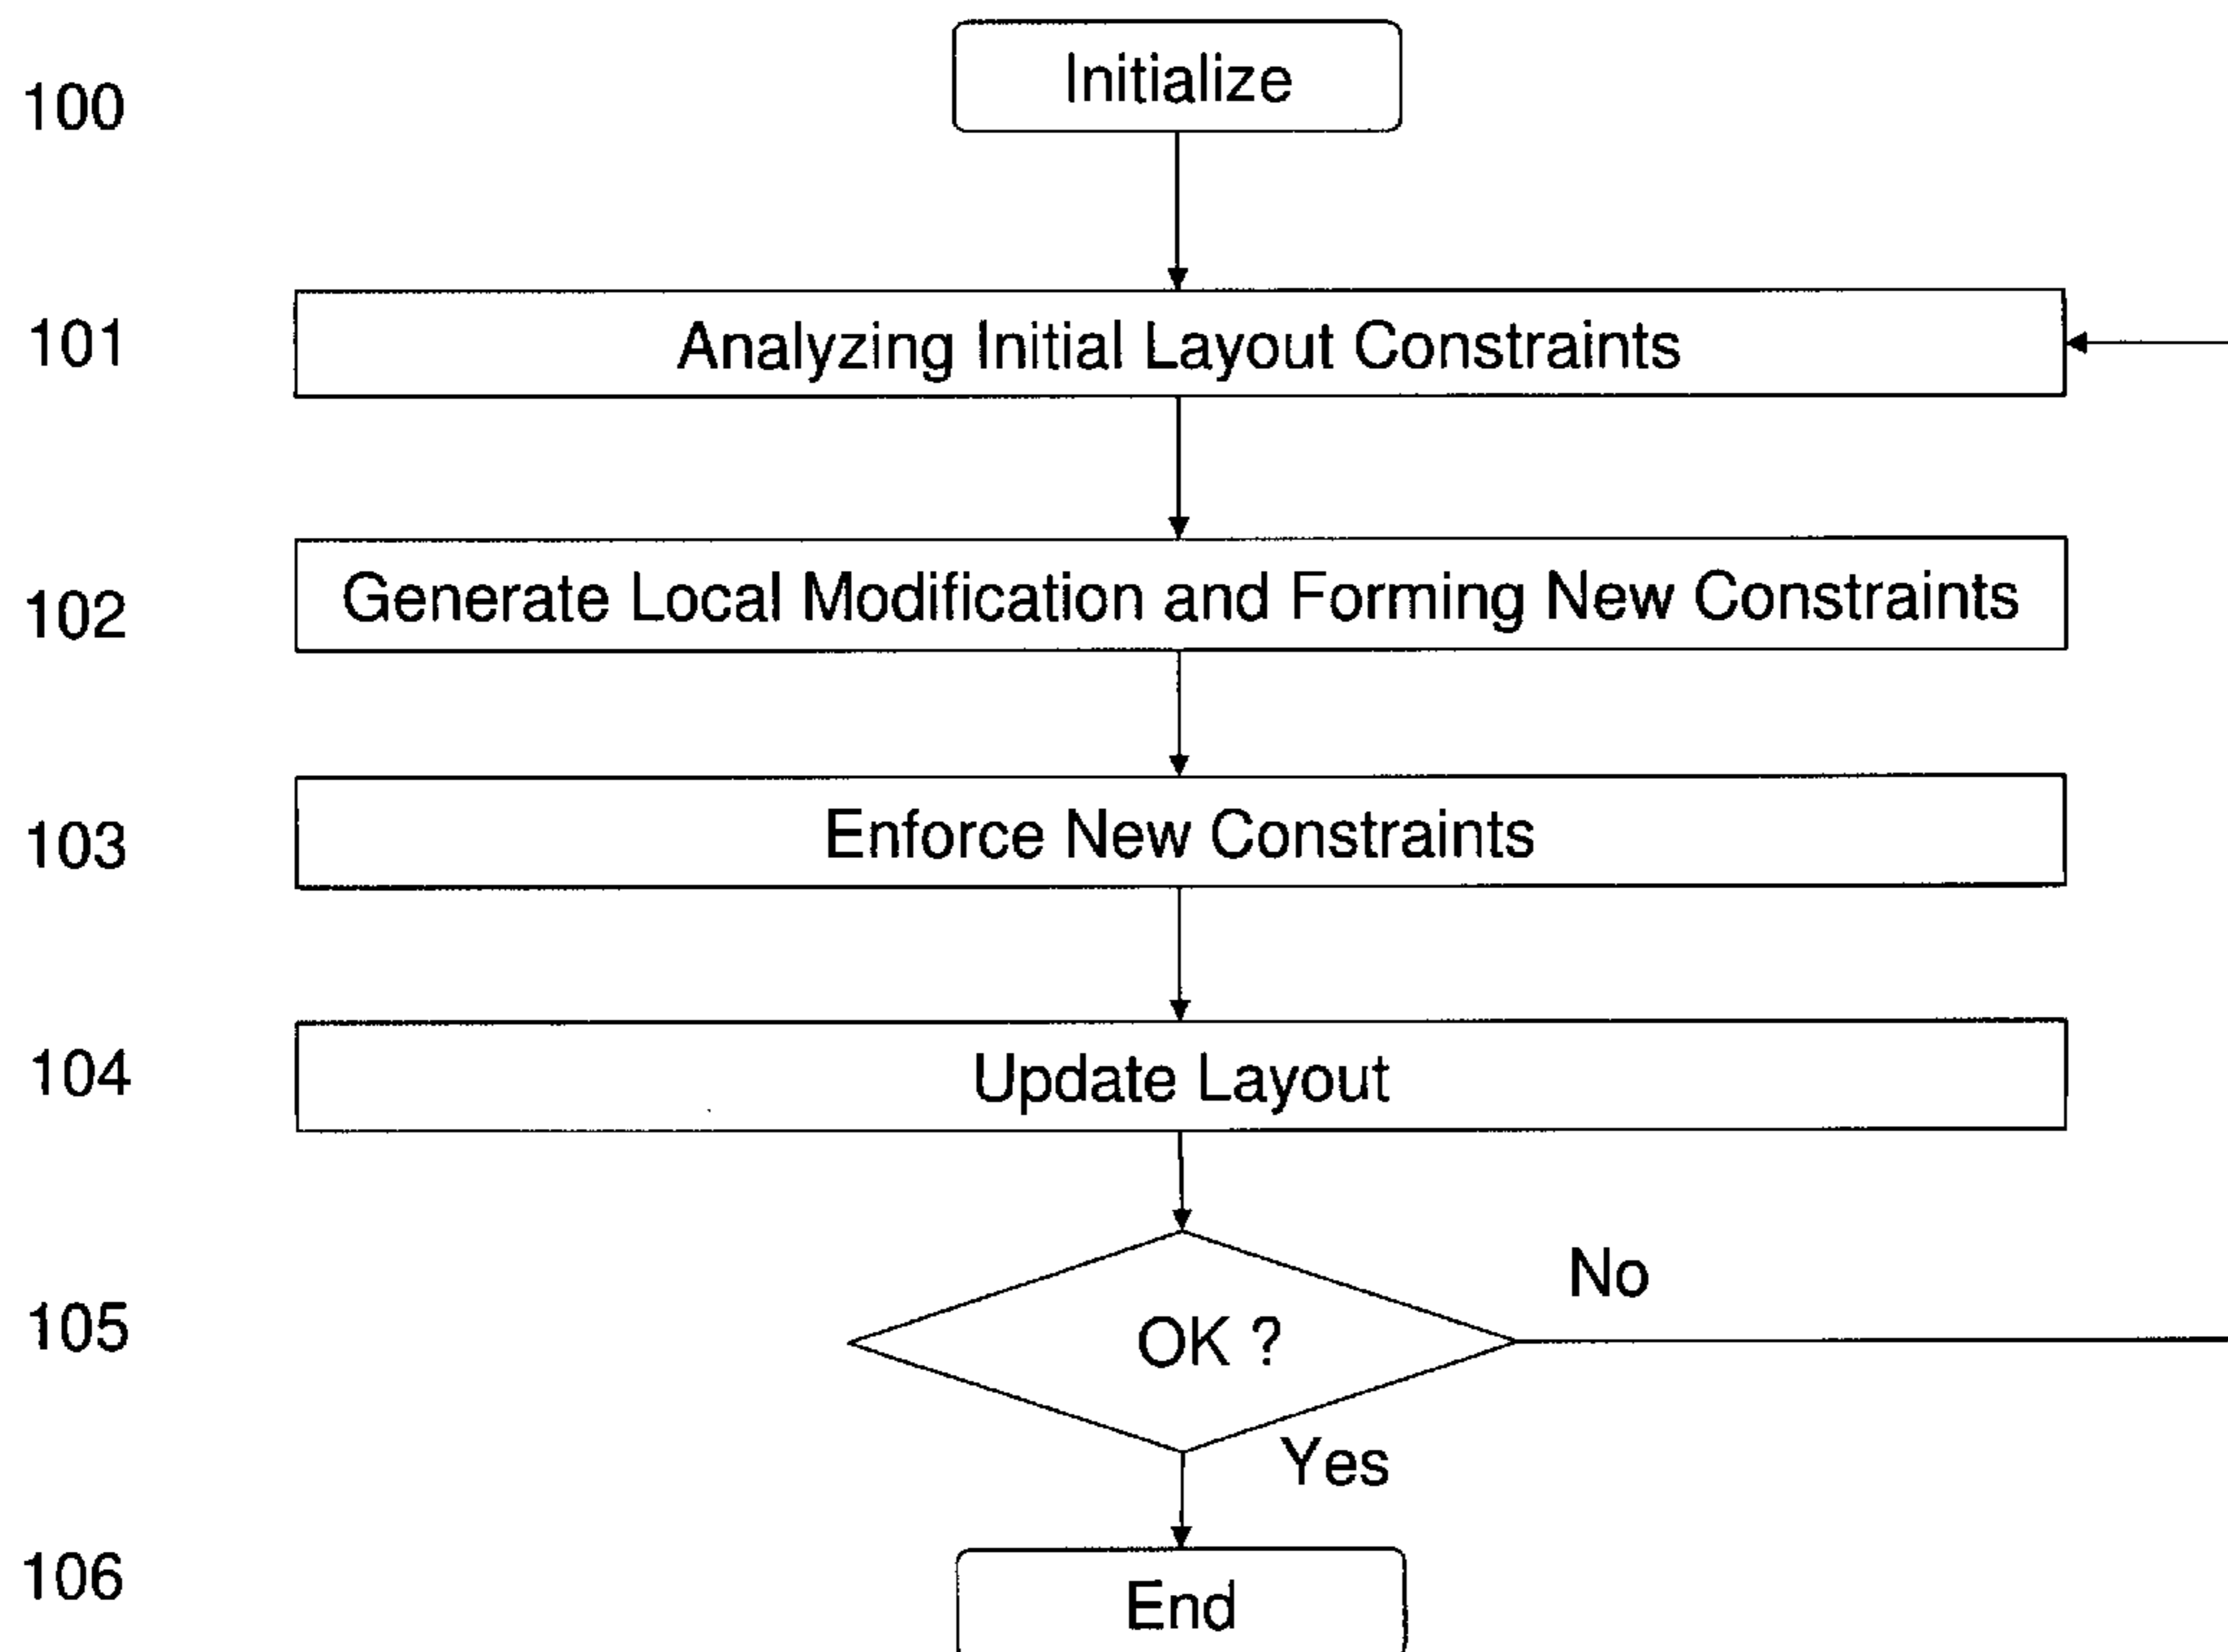 100
Initialize
101
Analyzing Initial Layout Constraints
102
Generate Local Modification and Forming New Constraints
103
Enforce New Constraints
104
Update Layout
105
OK ?
No
Yes
106
End